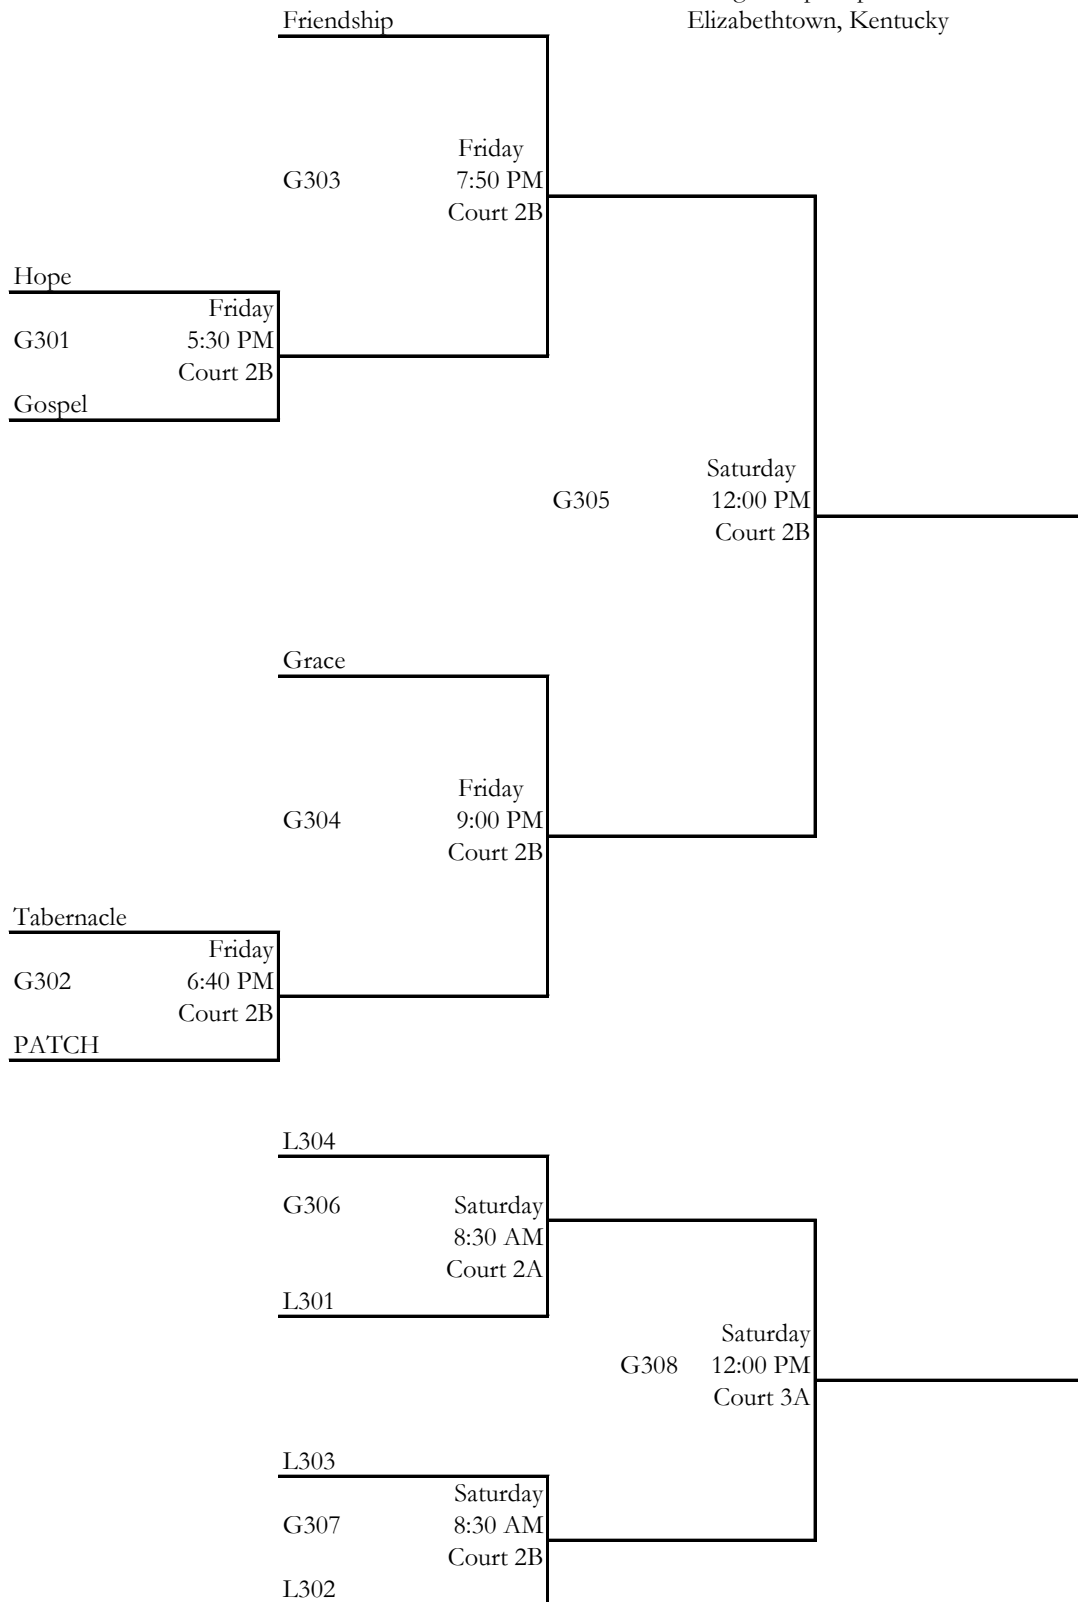 Friendship
Elizabethtown, Kentucky
Friday
G303
7:50 PM
Court 2B
Hope
Friday
G301
5:30 PM
Court 2B
Gospel
Saturday
G305
12:00 PM
Court 2B
Grace
Friday
G304
9:00 PM
Court 2B
Tabernacle
Friday
G302
6:40 PM
Court 2B
PATCH
L304
G306
Saturday
8:30 AM
Court 2A
L301
Saturday
G308
12:00 PM
Court 3A
L303
Saturday
G307
8:30 AM
Court 2B
L302